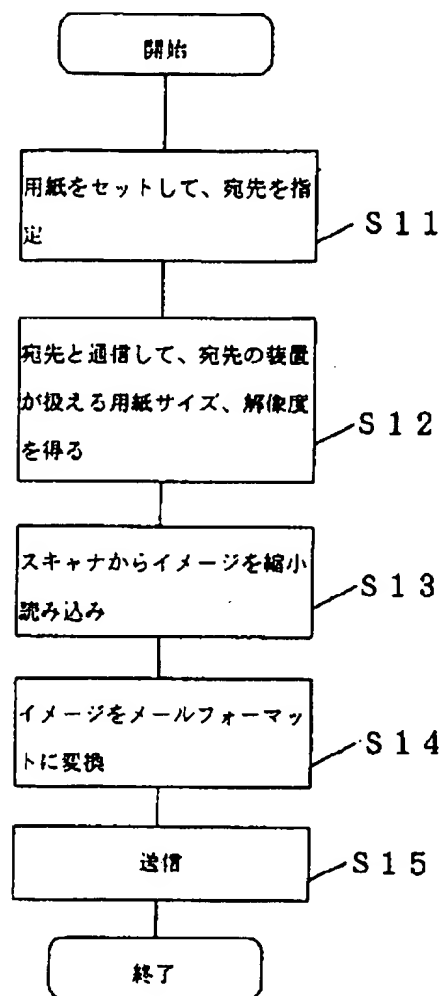 開始
用紙をセットして、宛先を指
定
S11
宛先と通信して、宛先の装置
が扱える用紙サイズ、解像度
を得る
S12
スキャナからイメージを縮小
読み込み
S13
イメージをメールフォーマッ
トに変換
S14
送信
S15
終了